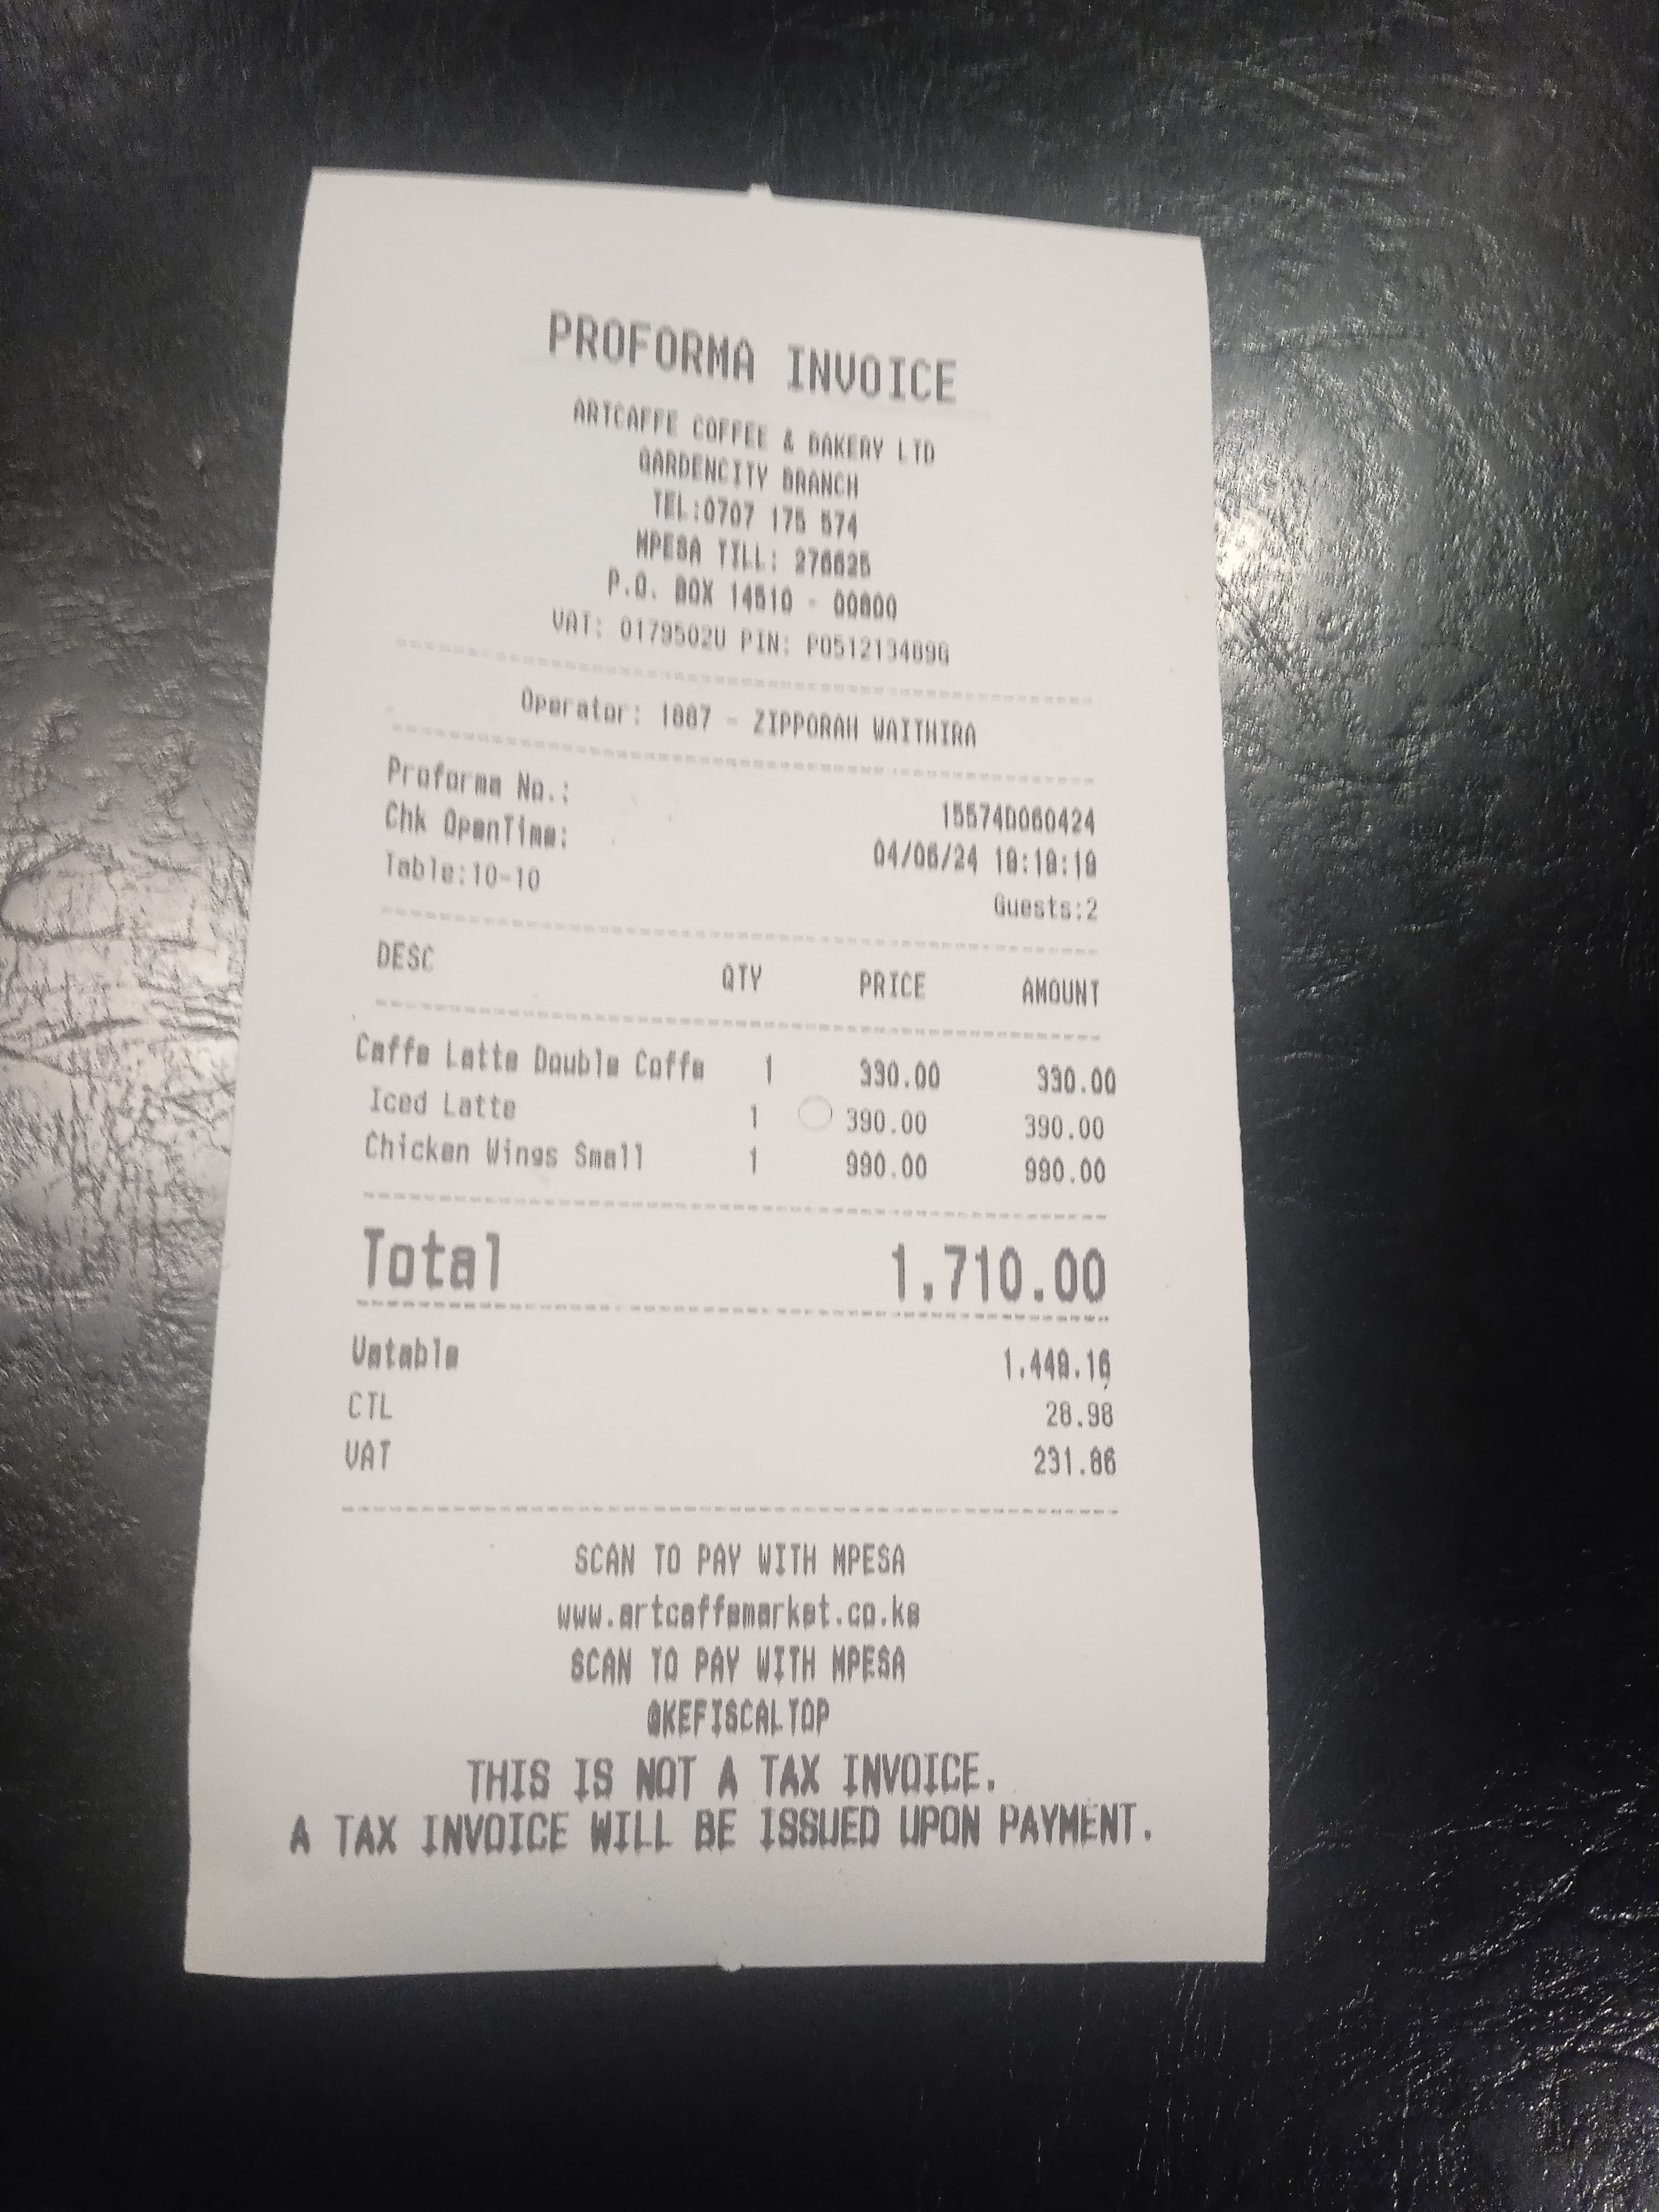 PROFORMA INVOICE
ARTCAFFE COFFEE & BAKERY LTD
GARDENCITY BRANCH
TEL:0707 175 574
MPESA TILL: 276625
P.O. BOX 14510 - 00800
VAT: 0179502U PIN:
Operator: - ZIPPORAH WAITHIRA
Proforma No.: 15574D060424
Chk OpenTime: 04/06/24
Table:10-10 Guests:2
DESC QTY PRICE AMOUNT
Caffe Latte Double Coffe 1 330.00 330.00
Iced Latte 1 390.00 390.00
Chicken Wings Small 1 990.00 990.00
Total 1,710.00
Vatable 1,449.16
CTL 28.98
VAT 231.86
SCAN TO PAY WITH MPESA
www.artcaffemarket.co.ke
SCAN TO PAY WITH MPESA
@KEFISCALTOP
THIS IS NOT A TAX INVOICE.
A TAX INVOICE WILL BE ISSUED UPON PAYMENT.